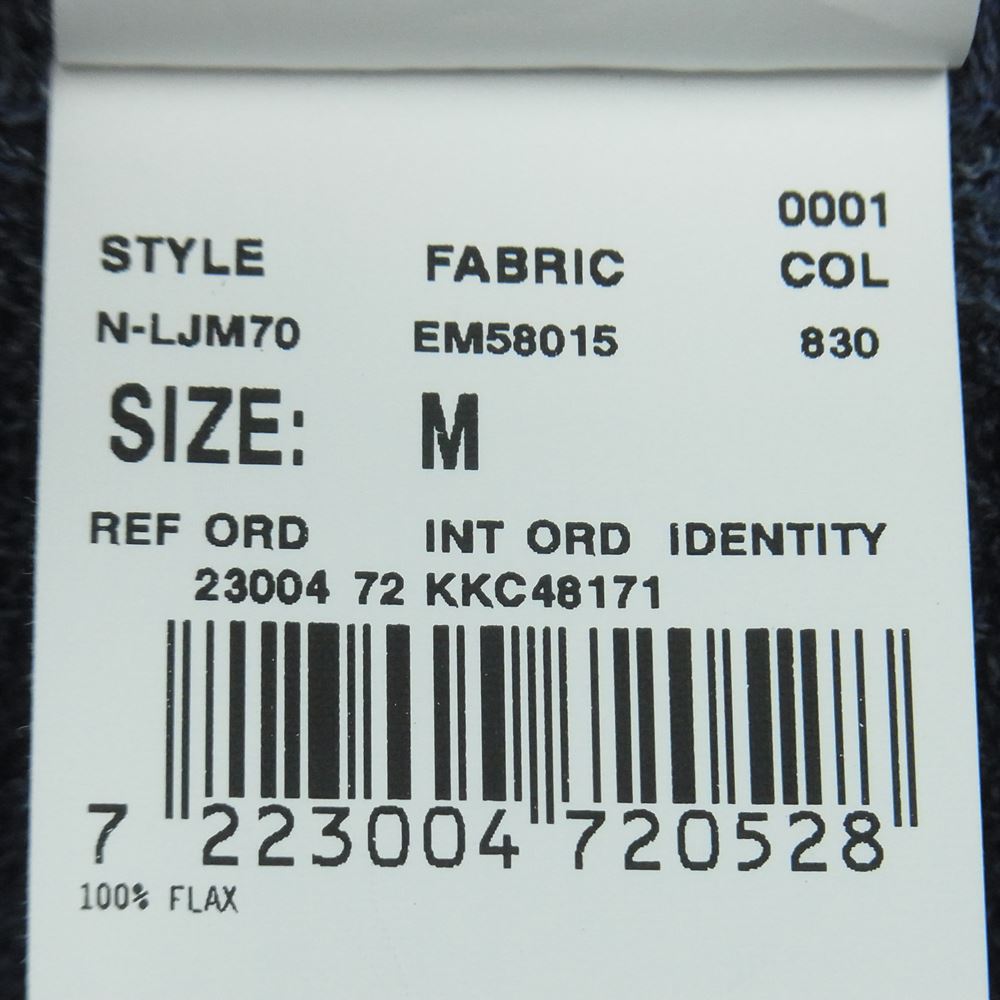 0001
STYLE FABRIC COL
N-LJM70 EM58015 830
SIZE: M
REF ORD INT ORD IDENTITY
23004 72 KKC48171
7 223004 720528
100% FLAX